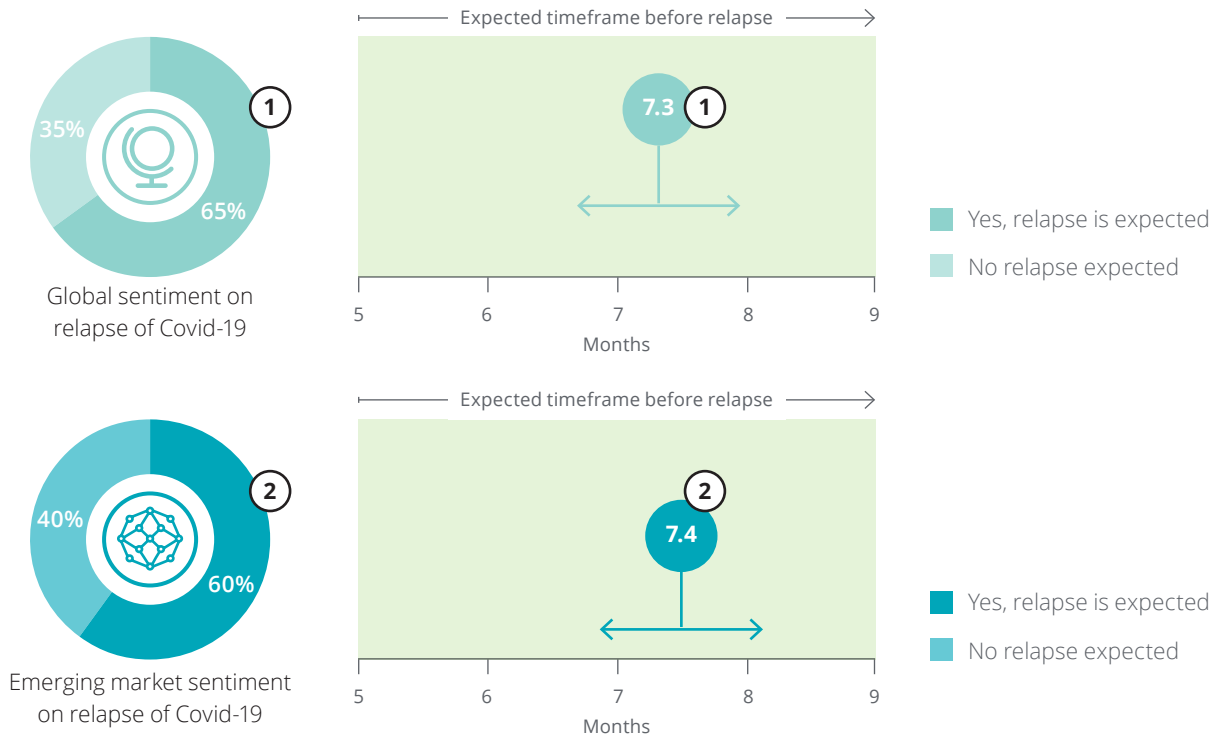 Expected timeframe before relapse
1
35%
65%
7.3
1
Yes, relapse is expected
No relapse expected
Global sentiment on
relapse of Covid-19
5 6 7 8 9
Months
Expected timeframe before relapse
2
40%
60%
2
7.4
Yes, relapse is expected
No relapse expected
Emerging market sentiment
on relapse of Covid-19
5 6 7 8 9
Months